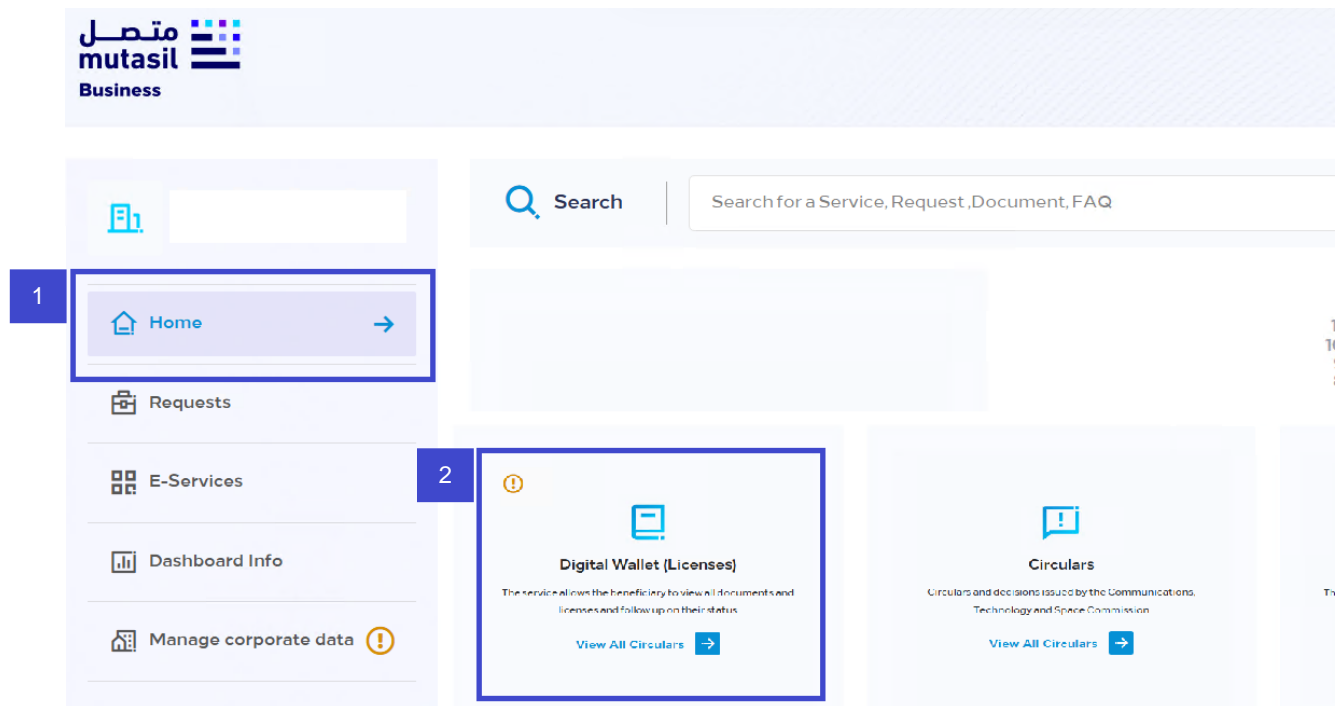 متصل
mutasil
Business
Search
Search for a Service, Request ,Document, FAQ
1
Home
Requests
E-Services
Dashboard Info
Manage corporate data
2
Digital Wallet (Licenses)
The service allows the beneficiary to view all documents and
licenses and follow up on their status
View All Circulars
Circulars
Circulars and decisions issued by the Communications,
Technology and Space Commission
View All Circulars
Th